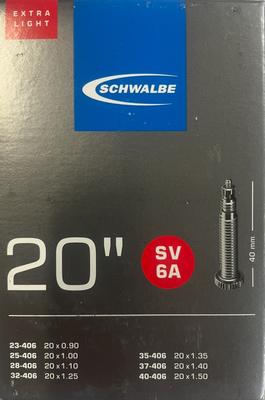 EXTRA
LIGHT
SCHWALBE
20"
SV
6A
40 mm
23-406 20 x 0.90
25-406 20 x 1.00
28-406 20 x 1.10
32-406 20 x 1.25
35-406 20 x 1.35
37-406 20 x 1.40
40-406 20 x 1.50